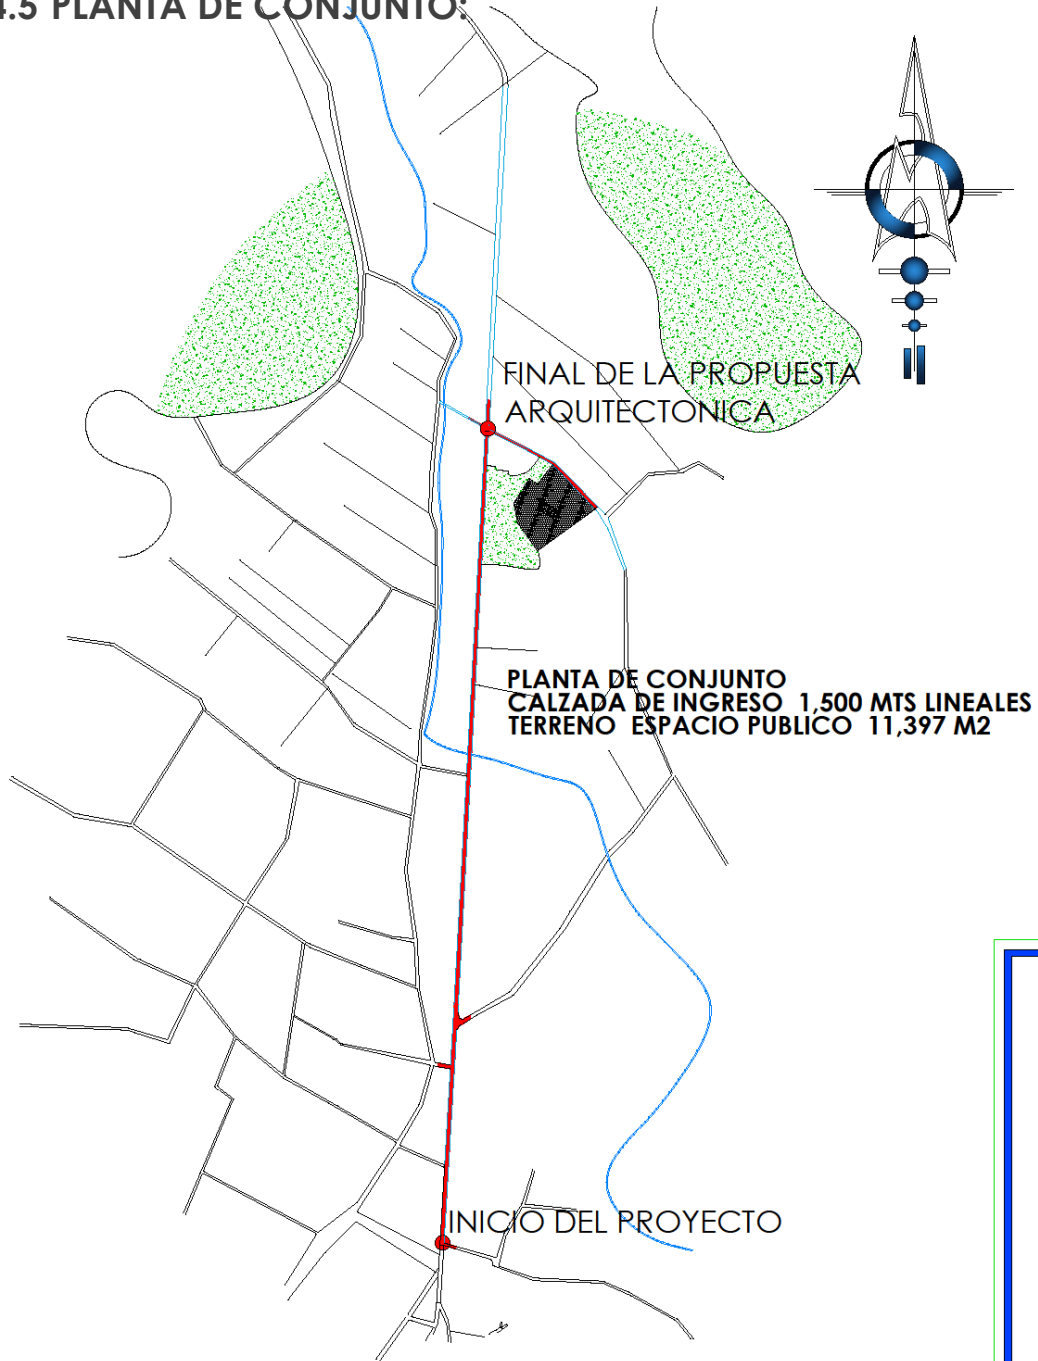 4.5 PLANTA DE CONJUNTO:
FINAL DE LA PROPUESTA
ARQUITECTONICA
PLANTA DE CONJUNTO
CALZADA DE INGRESO 1,500 MTS LINEALES
TERRENO ESPACIO PUBLICO 11,397 M2
INICIO DEL PROYECTO